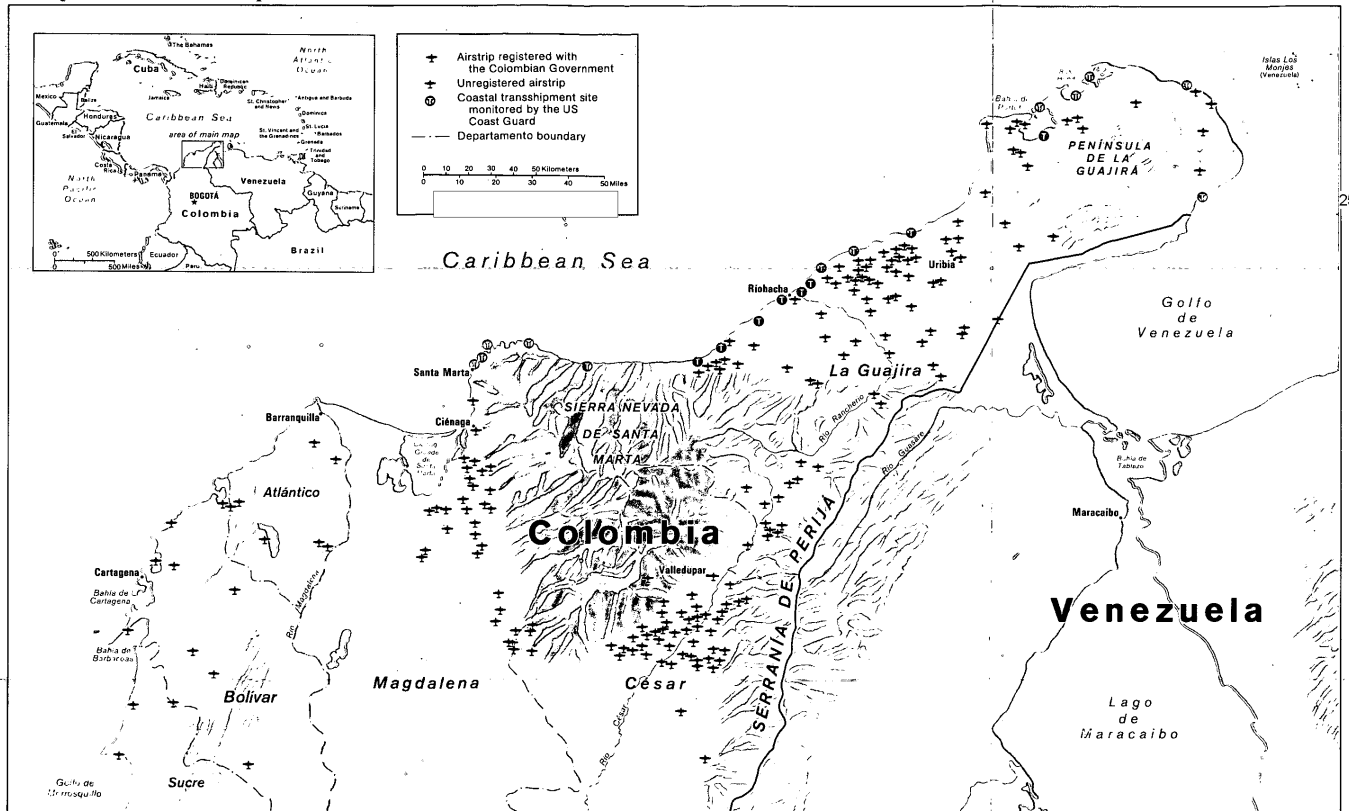 The Bahamas
North
Atlantic
Ocean
Cuba
Mexico
Belize
Jamaica
Haiti
Dominican
Republic
St. Christopher
and Nevis
Antigua and Barbuda
Dominica
Honduras
Guatemala
Salvador
Nicaragua
Caribbean Sea
St. Lucia
St. Vincent and
the Grenadines
Barbados
Grenada
area of main map
Trinidad
and
Tobago
Costa
Rica
Panama
North
Pacific
Ocean
Venezuela
BOGOTÁ
Colombia
Guyana
Suriname
Brazil
Ecuador
Peru
0 500 Kilometers
0 500 Miles
Airstrip registered with
the Colombian Government
Unregistered airstrip
Coastal transshipment site
monitored by the US
Coast Guard
Departamento boundary
0 10 20 30 40 50 Kilometers
0 10 20 30 40 50 Miles
Islas Los
Monjes
(Venezuela)
PENÍNSULA
DE LA
GUAJIRA
Caribbean Sea
Uribia
Ríohacha
Golfo
de
Venezuela
Santa Marta
La Guajira
Barranquilla
Ciénaga
SIERRA NEVADA
DE SANTA
MARTA
Río Ranchería
Río Guasare
Bahía de
Tablazo
Atlántico
Maracaibo
Colombia
Cartagena
Valledupar
Bahía de
Cartagena
Río Magdalena
SERRANÍA DE PERIJÁ
Venezuela
Bahía de
Barbacoas
Magdalena
César
Bolívar
Río César
Lago
de
Maracaibo
Sucre
Golfo de
Morrosquillo